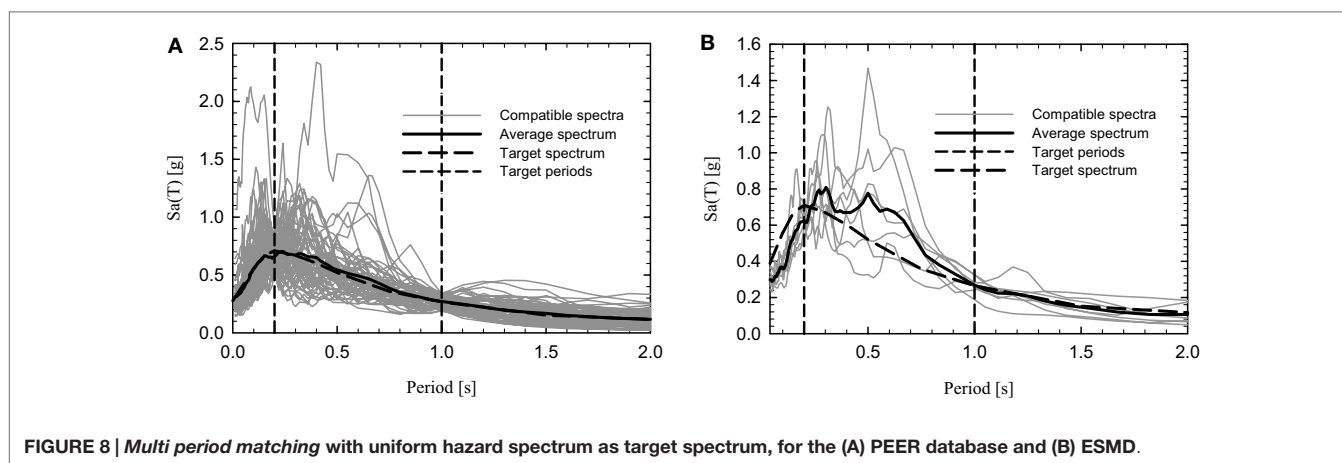 A
2.5
2.0
1.5
1.0
0.5
0.0
Sa(T) [g]
Compatible spectra
Average spectrum
Target spectrum
Target periods
0.0 0.5 1.0 1.5 2.0
Period [s]
B
1.6
1.4
1.2
1.0
0.8
0.6
0.4
0.2
0.0
Sa(T) [g]
Compatible spectra
Average spectrum
Target periods
Target spectrum
0.5 1.0 1.5 2.0
Period [s]
FIGURE 8 | Multi period matching with uniform hazard spectrum as target spectrum, for the (A) PEER database and (B) ESMD.